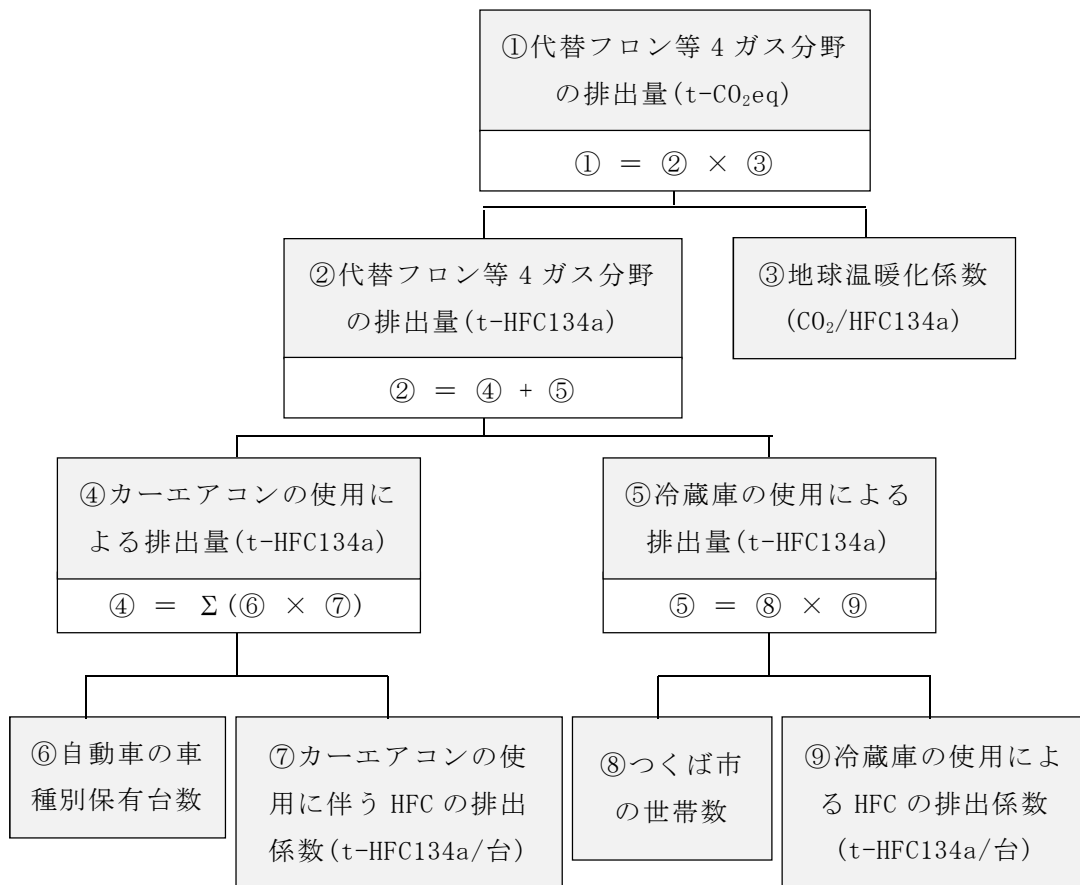 ①代替フロン等 4 ガス分野
の排出量(t-CO₂eq)
① = ② × ③
②代替フロン等 4 ガス分野
の排出量(t-HFC134a)
② = ④ + ⑤
③地球温暖化係数
(CO₂/HFC134a)
④カーエアコンの使用に
よる排出量(t-HFC134a)
④ = Σ(⑥ × ⑦)
⑤冷蔵庫の使用による
排出量(t-HFC134a)
⑤ = ⑧ × ⑨
⑥自動車の車
種別保有台数
⑦カーエアコンの使
用に伴う HFC の排出
係数(t-HFC134a/台)
⑧つくば市
の世帯数
⑨冷蔵庫の使用によ
る HFC の排出係数
(t-HFC134a/台)